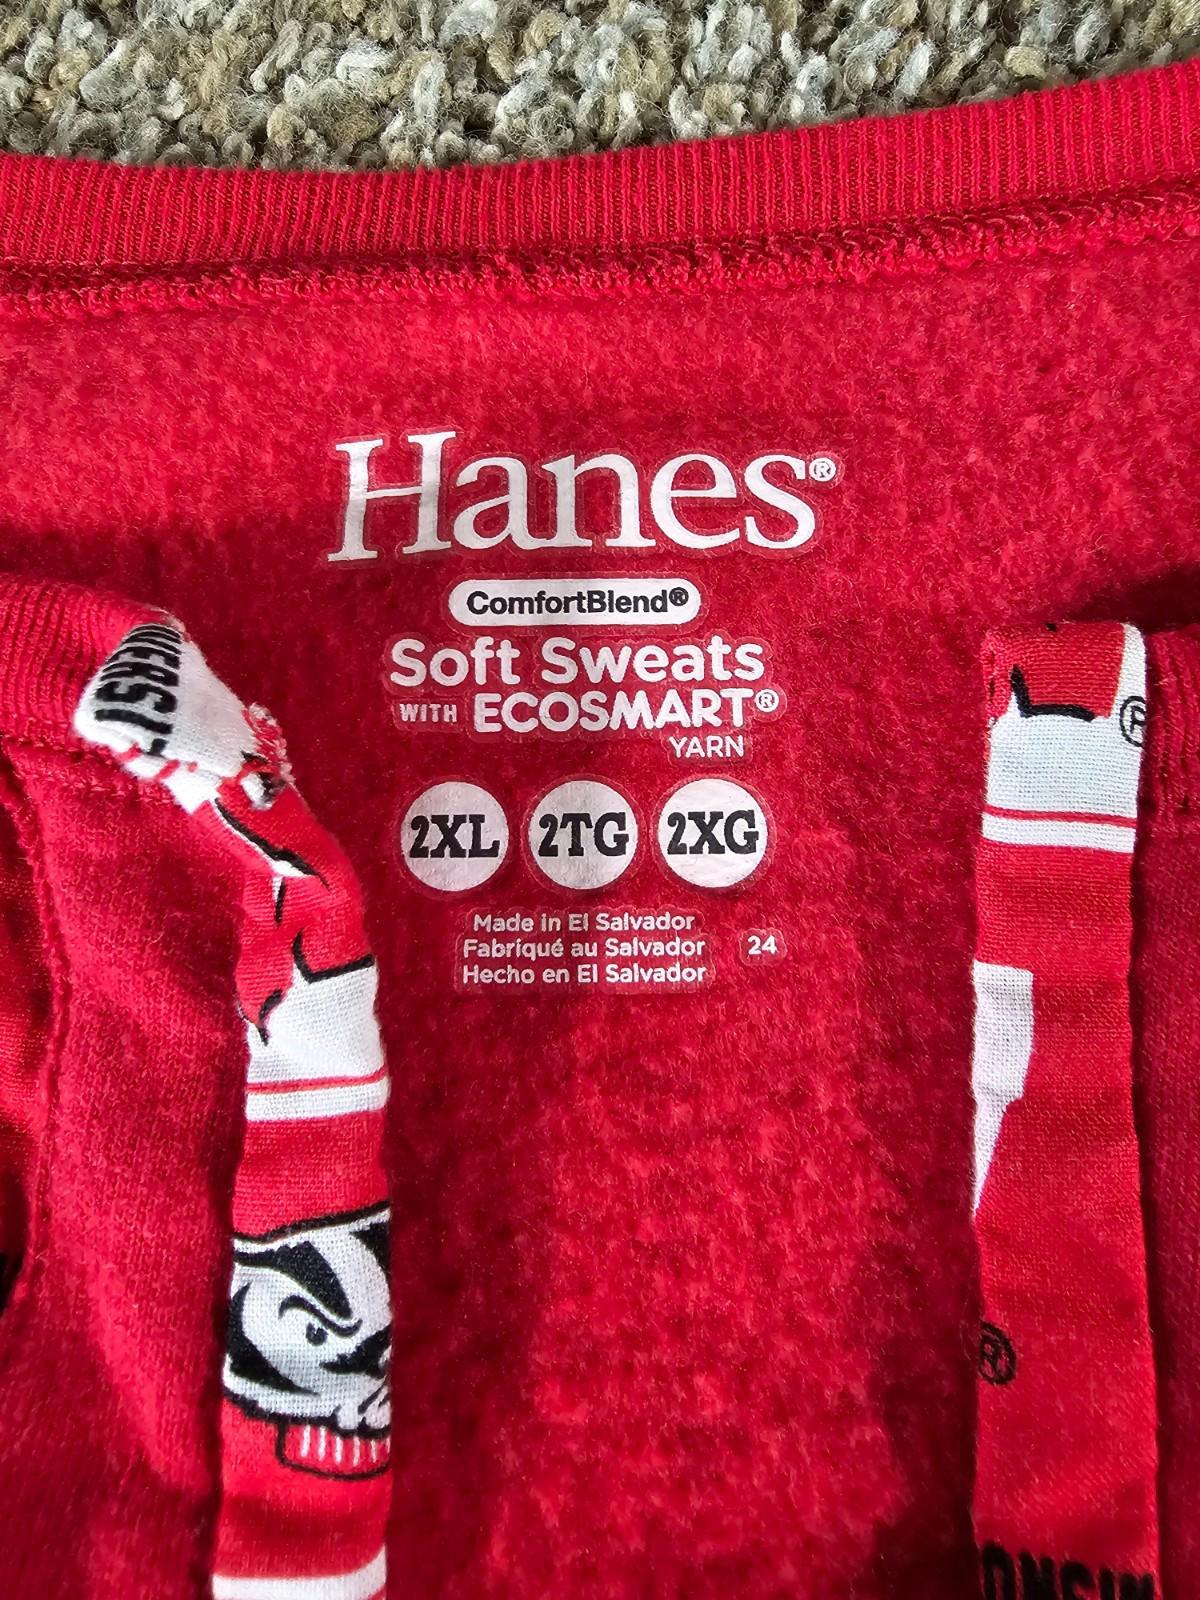 Hanes®
ComfortBlend®
Soft Sweats
WITH ECOSMART®
YARN
2XL 2TG 2XG
Made in El Salvador
Fabriqué au Salvador 24
Hecho en El Salvador
®
®